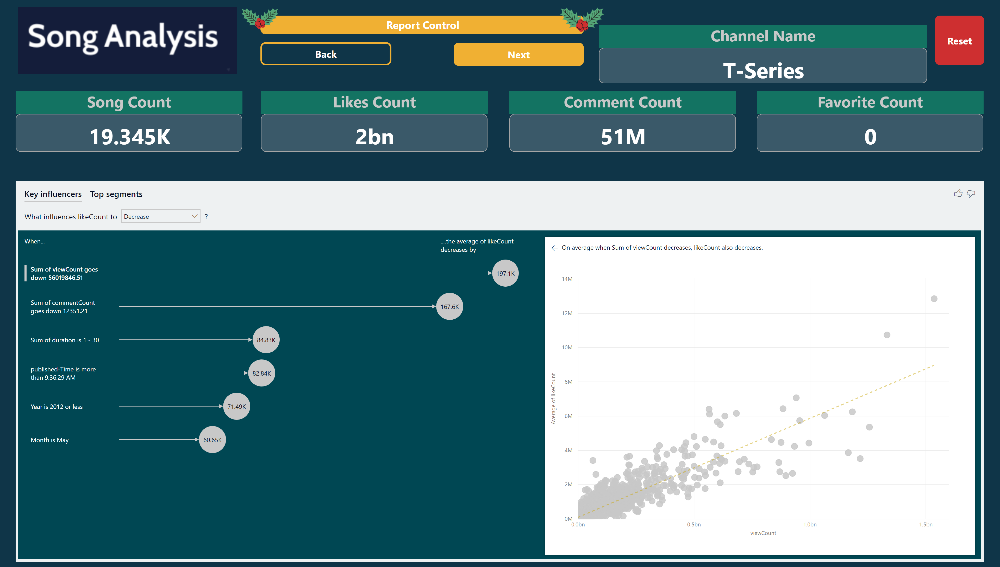 Song Analysis
Report Control
Back
Next
Channel Name
T-Series
Reset
Song Count
19.345K
Likes Count
2bn
Comment Count
51M
Favorite Count
0
Key influencers
Top segments
What influences likeCount to
Decrease
?
When...
....the average of likeCount
decreases by
Sum of viewCount goes
down 56019846.51
197.1K
Sum of commentCount
goes down 12351.21
167.6K
Sum of duration is 1 - 30
84.83K
published-Time is more
than 9:36:29 AM
82.84K
Year is 2012 or less
71.49K
Month is May
60.65K
On average when Sum of viewCount decreases, likeCount also decreases.
14M
12M
10M
8M
6M
4M
2M
0M
Average of likeCount
0.0bn
0.5bn
1.0bn
1.5bn
viewCount